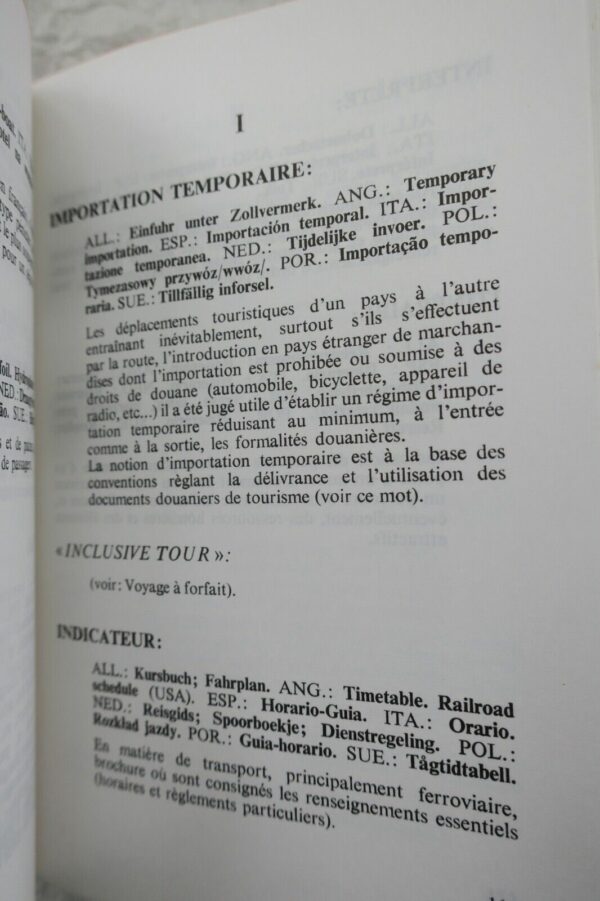 I
IMPORTATION TEMPORAIRE:
ALL.: Einfuhr unter Zollvermerk. ANG.: Temporary
importation. ESP.: Importación temporal. ITA.: Impor-
tazione temporanea. NED.: Tijdelijke invoer. POL.:
Tymezasowy przywóz/wwóz/. POR.: Importação tempo-
raria. SUE.: Tillfällig inforsel.
Les déplacements touristiques d'un pays à l'autre
entraînant inévitablement, surtout s'ils s'effectuent
par la route, l'introduction en pays étranger de marchan-
dises dont l'importation est prohibée ou soumise à des
droits de douane (automobile, bicyclette, appareil de
radio, etc...) il a été jugé utile d'établir un régime d'impor-
tation temporaire réduisant au minimum, à l'entrée
comme à la sortie, les formalités douanières.
La notion d'importation temporaire est à la base des
conventions règlant la délivrance et l'utilisation des
documents douaniers de tourisme (voir ce mot).
«INCLUSIVE TOUR»:
(voir: Voyage à forfait).
INDICATEUR:
ALL.: Kursbuch; Fahrplan. ANG.: Timetable. Railroad
schedule (USA). ESP.: Horario-Guia. ITA.: Orario.
NED.: Reisgids; Spoorboekje; Dienstregeling. POL.:
Rozkład jazdy. POR.: Guia-horario. SUE.: Tågtidtabell.
En matière de transport, principalement ferroviaire,
brochure où sont consignés les renseignements essentiels
(horaires et règlements particuliers).